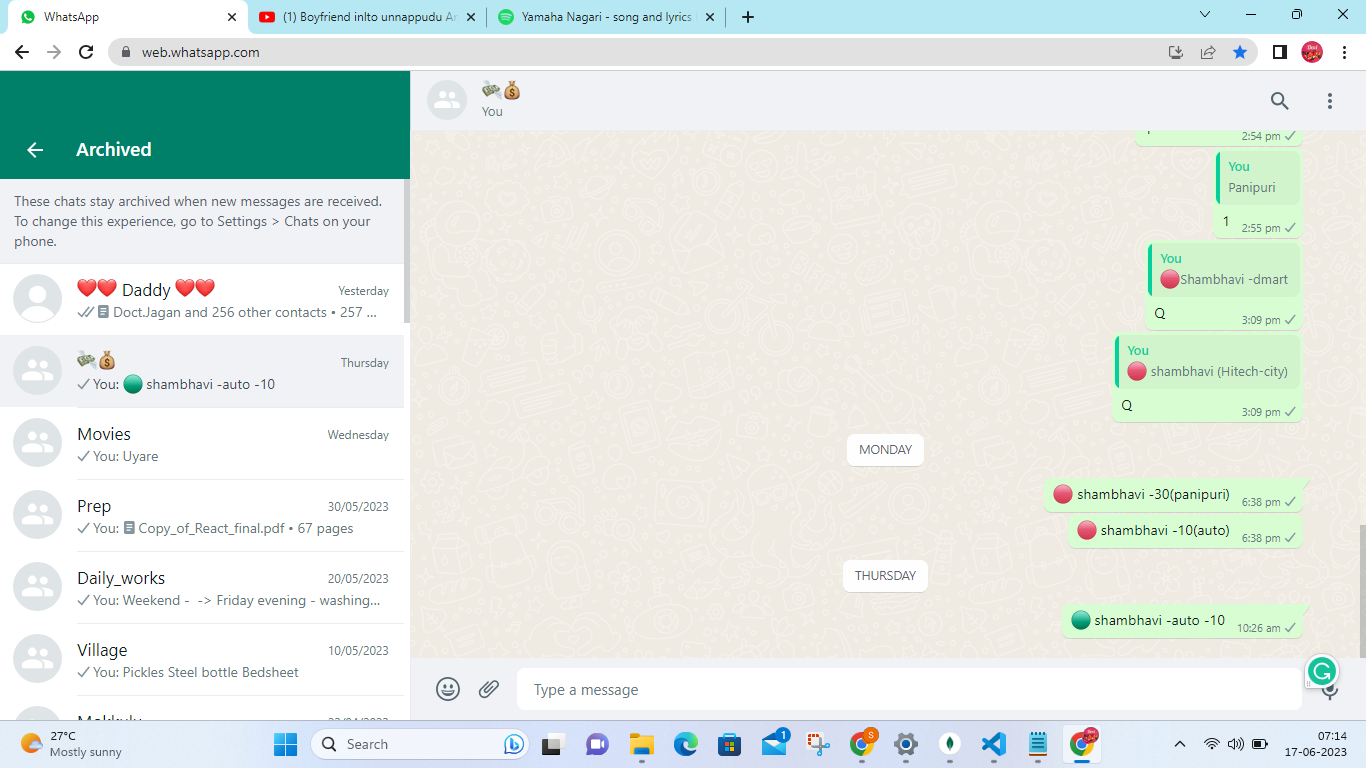 WhatsApp
(1) Boyfriend inlto unnappudu Ar
Yamaha Nagari - song and lyrics
web.whatsapp.com
Archived
These chats stay archived when new messages are received.
To change this experience, go to Settings > Chats on your
phone.
❤️❤️ Daddy ❤️❤️
Yesterday
Doct.Jagan and 256 other contacts • 257 ...
💸💰
Thursday
You: 🟢 shambhavi -auto -10
Movies
Wednesday
You: Uyare
Prep
30/05/2023
You: Copy_of_React_final.pdf • 67 pages
Daily_works
20/05/2023
You: Weekend - -> Friday evening - washing...
Village
10/05/2023
You: Pickles Steel bottle Bedsheet
💸💰
You
2:54 pm
You
Panipuri
1
2:55 pm
You
🔴Shambhavi -dmart
Q
3:09 pm
You
🔴 shambhavi (Hitech-city)
Q
3:09 pm
MONDAY
🔴 shambhavi -30(panipuri)
6:38 pm
🔴 shambhavi -10(auto)
6:38 pm
THURSDAY
🟢 shambhavi -auto -10
10:26 am
Type a message
27°C
Mostly sunny
Search
1
S
07:14
17-06-2023